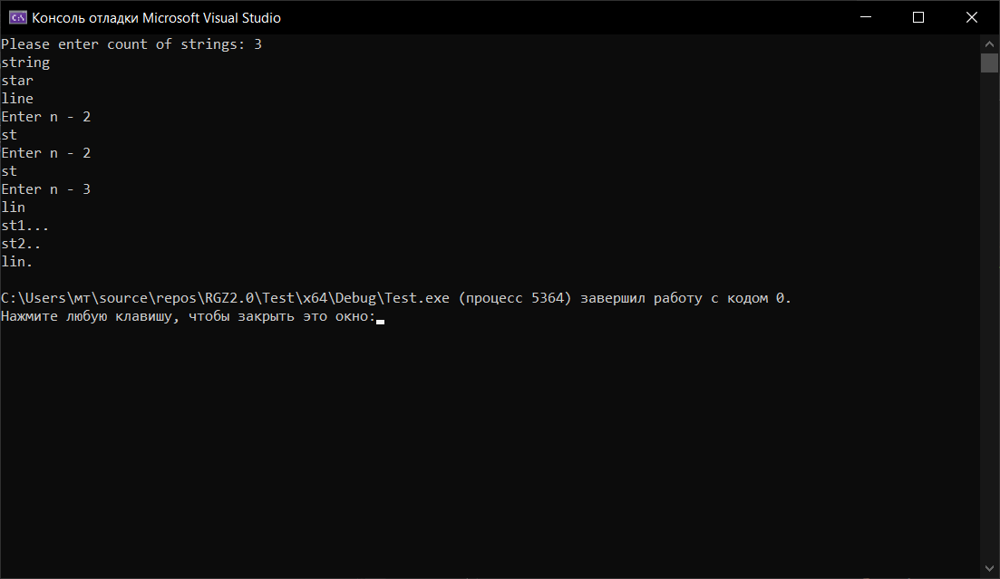 Консоль отладки Microsoft Visual Studio
Please enter count of strings: 3
string
star
line
Enter n - 2
st
Enter n - 2
st
Enter n - 3
lin
st1...
st2..
lin.
C:\Users\мт\source\repos\RGZ2.0\Test\x64\Debug\Test.exe (процесс 5364) завершил работу с кодом 0.
Нажмите любую клавишу, чтобы закрыть это окно: